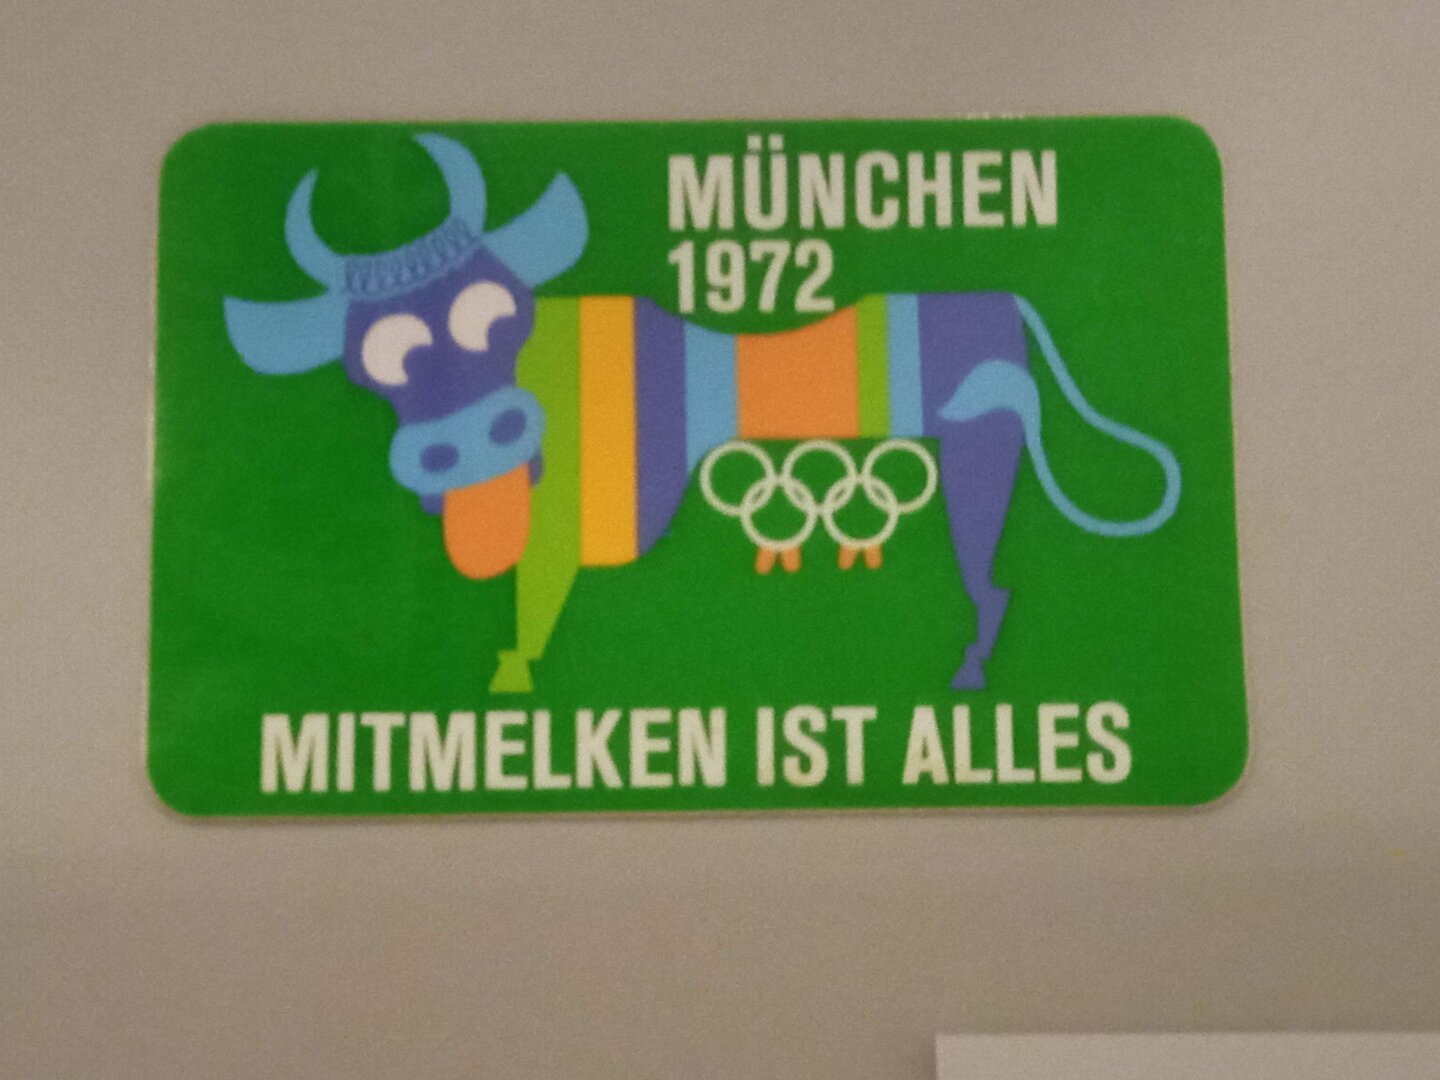 MÜNCHEN
1972
MITMELKEN IST ALLES